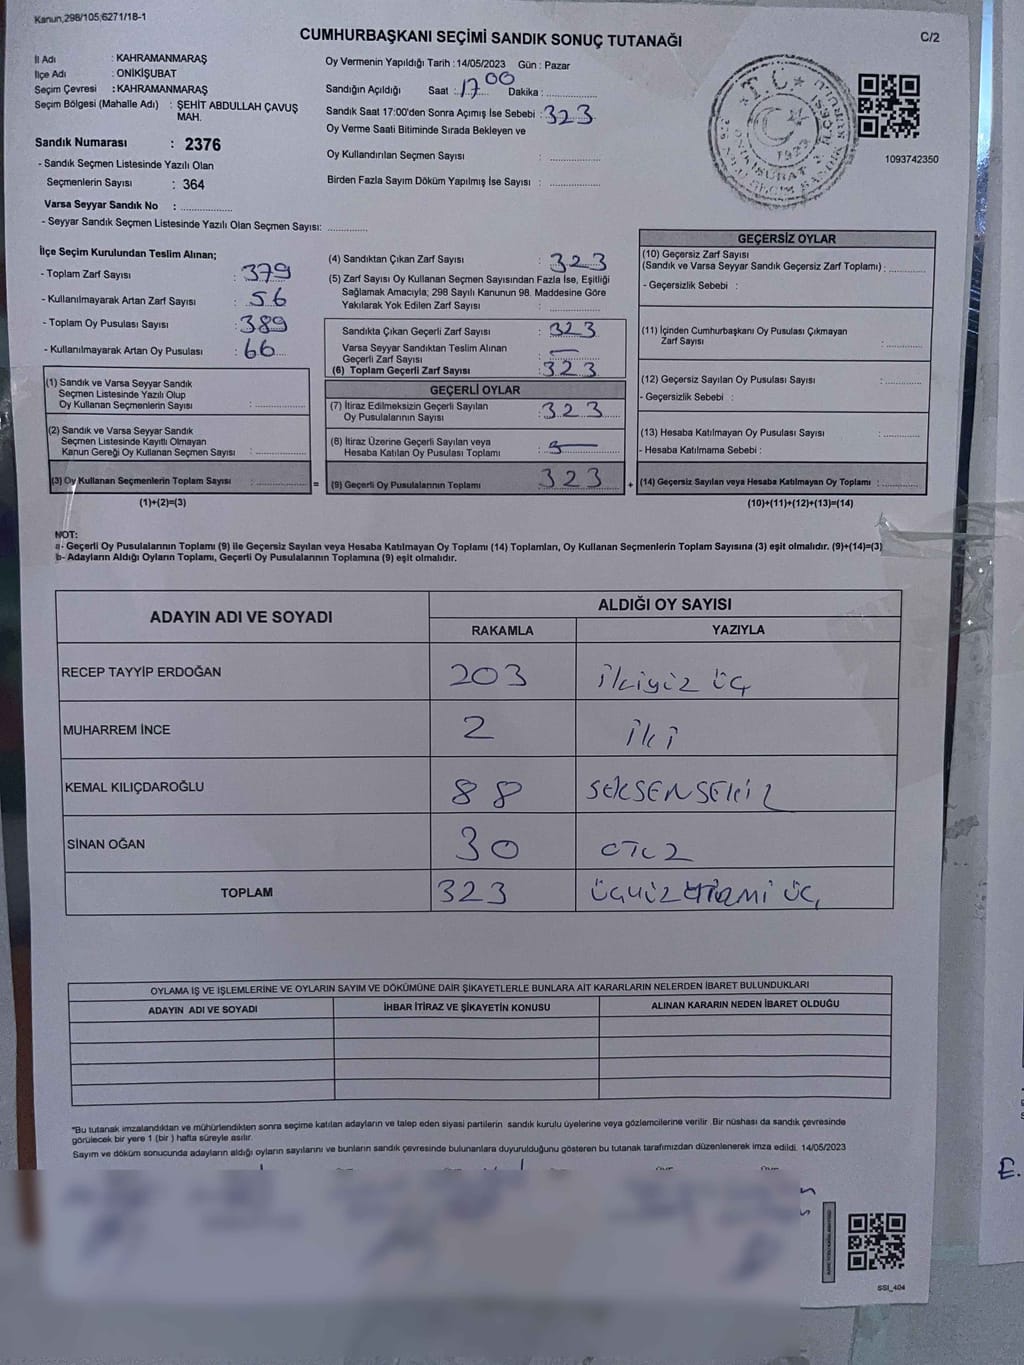 Kanun,298/105;6271/18-1
CUMHURBAŞKANI SEÇİMİ SANDIK SONUÇ TUTANAĞI
C/2
İl Adı : KAHRAMANMARAŞ
İlçe Adı : ONİKİŞUBAT
Seçim Çevresi : KAHRAMANMARAŞ
Seçim Bölgesi (Mahalle Adı) : ŞEHİT ABDULLAH ÇAVUŞ
MAH.
Sandık Numarası : 2376
- Sandık Seçmen Listesinde Yazılı Olan
Seçmenlerin Sayısı : 364
Varsa Seyyar Sandık No : ....................
- Seyyar Sandık Seçmen Listesinde Yazılı Olan Seçmen Sayısı: ..............
Oy Vermenin Yapıldığı Tarih : 14/05/2023 Gün : Pazar
Sandığın Açıldığı Saat : 17 00 Dakika : ....................
Sandık Saat 17:00'den Sonra Açımış İse Sebebi : 323
Oy Verme Saati Bitiminde Sırada Bekleyen ve
Oy Kullandırılan Seçmen Sayısı : ....................
Birden Fazla Sayım Döküm Yapılmış İse Sayısı : ....................
T.C.
1093742350
İlçe Seçim Kurulundan Teslim Alınan;
- Toplam Zarf Sayısı : 379
- Kullanılmayarak Artan Zarf Sayısı : 56
- Toplam Oy Pusulası Sayısı : 389
- Kullanılmayarak Artan Oy Pusulası : 66
(1) Sandık ve Varsa Seyyar Sandık
Seçmen Listesinde Yazılı Olup
Oy Kullanan Seçmenlerin Sayısı : ....................
(2) Sandık ve Varsa Seyyar Sandık
Seçmen Listesinde Kayıtlı Olmayan
Kanun Gereği Oy Kullanan Seçmen Sayısı : ....................
(3) Oy Kullanan Seçmenlerin Toplam Sayısı : .................... =
(1)+(2)=(3)
(4) Sandıktan Çıkan Zarf Sayısı : 323
(5) Zarf Sayısı Oy Kullanan Seçmen Sayısından Fazla İse, Eşitliği
Sağlamak Amacıyla; 298 Sayılı Kanunun 98. Maddesine Göre
Yakılarak Yok Edilen Zarf Sayısı : ....................
Sandıkta Çıkan Geçerli Zarf Sayısı : 323
Varsa Seyyar Sandıktan Teslim Alınan
Geçerli Zarf Sayısı : —
(6) Toplam Geçerli Zarf Sayısı : 323
GEÇERLİ OYLAR
(7) İtiraz Edilmeksizin Geçerli Sayılan
Oy Pusulalarının Sayısı : 323
(8) İtiraz Üzerine Geçerli Sayılan veya
Hesaba Katılan Oy Pusulası Toplamı : —
(9) Geçerli Oy Pusulalarının Toplamı : 323 +
GEÇERSİZ OYLAR
(10) Geçersiz Zarf Sayısı
(Sandık ve Varsa Seyyar Sandık Geçersiz Zarf Toplamı) : ..............
- Geçersizlik Sebebi :
(11) İçinden Cumhurbaşkanı Oy Pusulası Çıkmayan
Zarf Sayısı : ..............
(12) Geçersiz Sayılan Oy Pusulası Sayısı : ..............
- Geçersizlik Sebebi :
(13) Hesaba Katılmayan Oy Pusulası Sayısı : ..............
- Hesaba Katılmama Sebebi :
(14) Geçersiz Sayılan veya Hesaba Katılmayan Oy Toplamı : ..............
(10)+(11)+(12)+(13)=(14)
NOT:
a- Geçerli Oy Pusulalarının Toplamı (9) ile Geçersiz Sayılan veya Hesaba Katılmayan Oy Toplamı (14) Toplamları, Oy Kullanan Seçmenlerin Toplam Sayısına (3) eşit olmalıdır. (9)+(14)=(3)
b- Adayların Aldığı Oyların Toplamı, Geçerli Oy Pusulalarının Toplamına (9) eşit olmalıdır.
ADAYIN ADI VE SOYADI
ALDIĞI OY SAYISI
RAKAMLA YAZIYLA
RECEP TAYYİP ERDOĞAN 203 ikiyüz üç
MUHARREM İNCE 2 iki
KEMAL KILIÇDAROĞLU 88 SEKSEN SEKİZ
SİNAN OĞAN 30 OTUZ
TOPLAM 323 ÜÇYÜZ YİRMİ ÜÇ
OYLAMA İŞ VE İŞLEMLERİNE VE OYLARIN SAYIM VE DÖKÜMÜNE DAİR ŞİKAYETLERLE BUNLARA AİT KARARLARIN NELERDEN İBARET BULUNDUKLARI
ADAYIN ADI VE SOYADI İHBAR İTİRAZ VE ŞİKAYETİN KONUSU ALINAN KARARIN NEDEN İBARET OLDUĞU
"Bu tutanak imzalandıktan ve mühürlendikten sonra seçime katılan adayların ve talep eden siyasi partilerin sandık kurulu üyelerine veya gözlemcilerine verilir. Bir nüshası da sandık çevresinde
görülecek bir yere 1 (bir ) hafta süreyle asılır.
Sayım ve döküm sonucunda adayların aldığı oyların sayılarını ve bunların sandık çevresinde bulunanlara duyurulduğunu gösteren bu tutanak tarafımızdan düzenlenerek imza edildi. 14/05/2023
SSI_404
E.